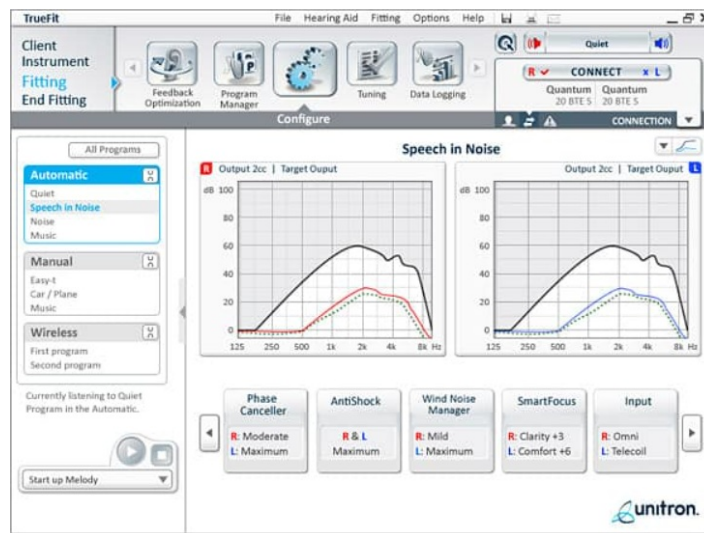 TrueFit
File Hearing Aid Fitting Options Help
Client
Instrument
Fitting
End Fitting
Feedback
Optimization
Program
Manager
Configure
Tuning
Data Logging
Quiet
R CONNECT x L
Quantum Quantum
20 BTE S 20 BTE S
CONNECTION
All Programs
Automatic
Quiet
Speech in Noise
Noise
Music
Manual
Easy-t
Car / Plane
Music
Wireless
First program
Second program
Currently listening to Quiet
Program in the Automatic.
Start up Melody
Speech in Noise
R Output 2cc | Target Ouput
dB 100
80
60
40
20
0
125 250 500 1k 2k 4k 8k Hz
Output 2cc | Target Ouput L
dB 100
80
60
40
20
0
125 250 500 1k 2k 4k 8k Hz
Phase
Canceller
R: Moderate
L: Maximum
AntiShock
R & L
Maximum
Wind Noise
Manager
R: Mild
L: Maximum
SmartFocus
R: Clarity +3
L: Comfort +6
Input
R: Omni
L: Telecoil
unitron.